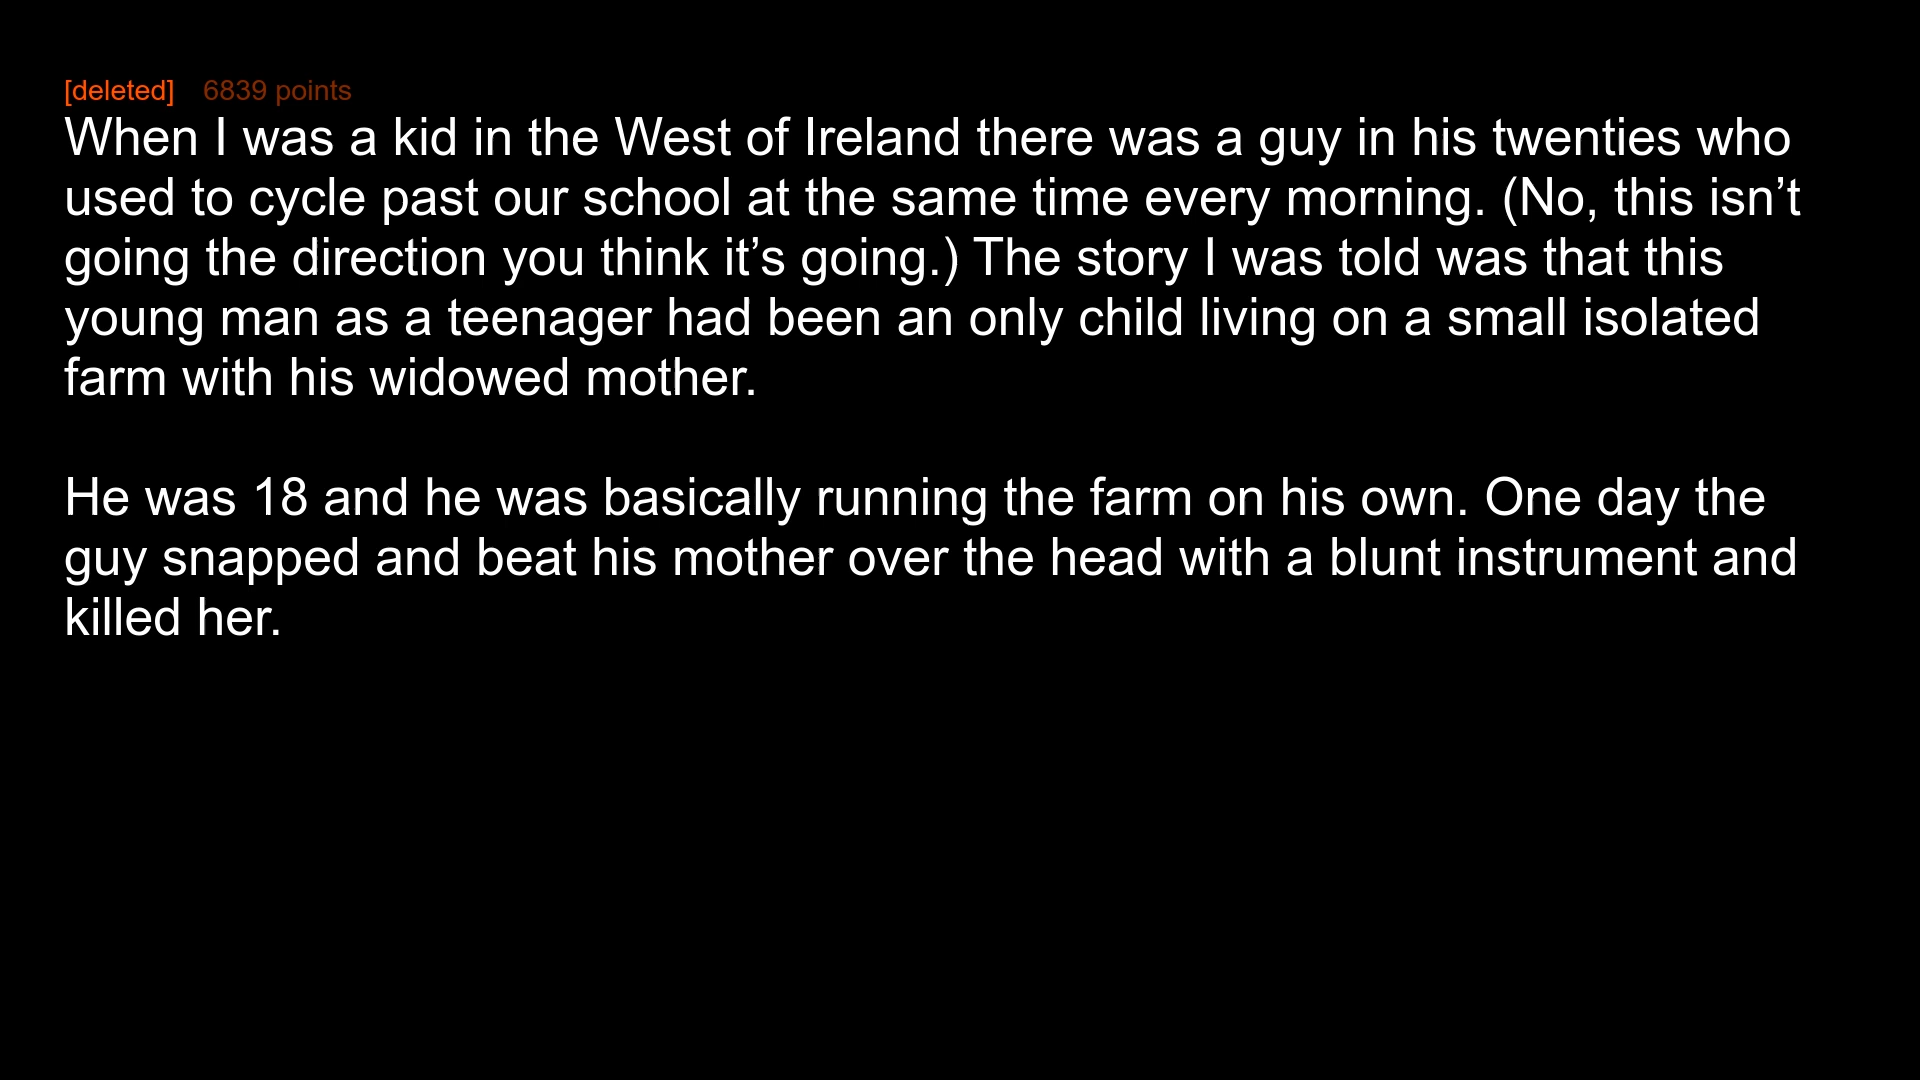 [deleted] 6839 points
When I was a kid in the West of Ireland there was a guy in his twenties who
used to cycle past our school at the same time every morning. (No, this isn’t
going the direction you think it’s going.) The story I was told was that this
young man as a teenager had been an only child living on a small isolated
farm with his widowed mother.
He was 18 and he was basically running the farm on his own. One day the
guy snapped and beat his mother over the head with a blunt instrument and
killed her.